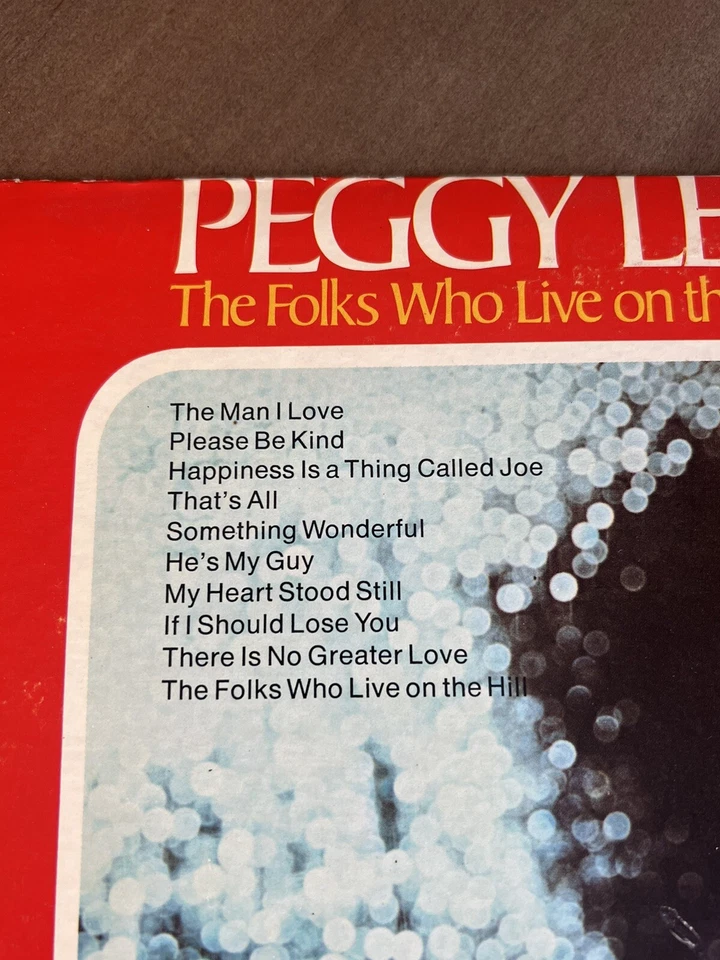 PEGGY LE
The Folks Who Live on th
The Man I Love
Please Be Kind
Happiness Is a Thing Called Joe
That's All
Something Wonderful
He's My Guy
My Heart Stood Still
If I Should Lose You
There Is No Greater Love
The Folks Who Live on the Hill